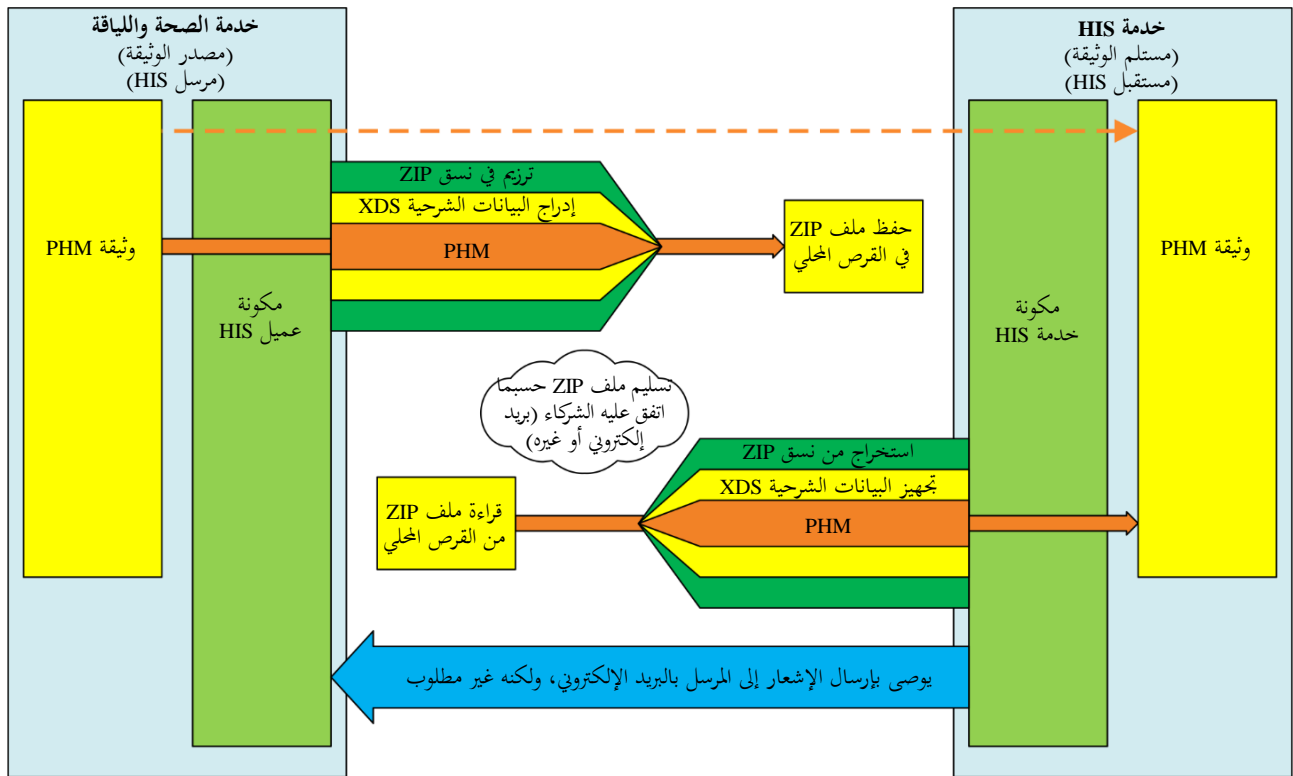 خدمة الصحة واللياقة
(مصدر الوثيقة)
(مرسل HIS)
خدمة HIS
(مستلم الوثيقة)
(مستقبل HIS)
ترزيم في نسق ZIP
إدراج البيانات الشرحية XDS
PHM
وثيقة PHM
مكونة
عميل HIS
حفظ ملف ZIP
في القرص المحلي
مكونة
خدمة HIS
وثيقة PHM
تسليم ملف ZIP حسبما
اتفق عليه الشركاء (بريد
إلكتروني أو غيره)
استخراج من نسق ZIP
تجهيز البيانات الشرحية XDS
PHM
قراءة ملف ZIP
من القرص المحلي
يوصى بإرسال الإشعار إلى المرسل بالبريد الإلكتروني، ولكنه غير مطلوب